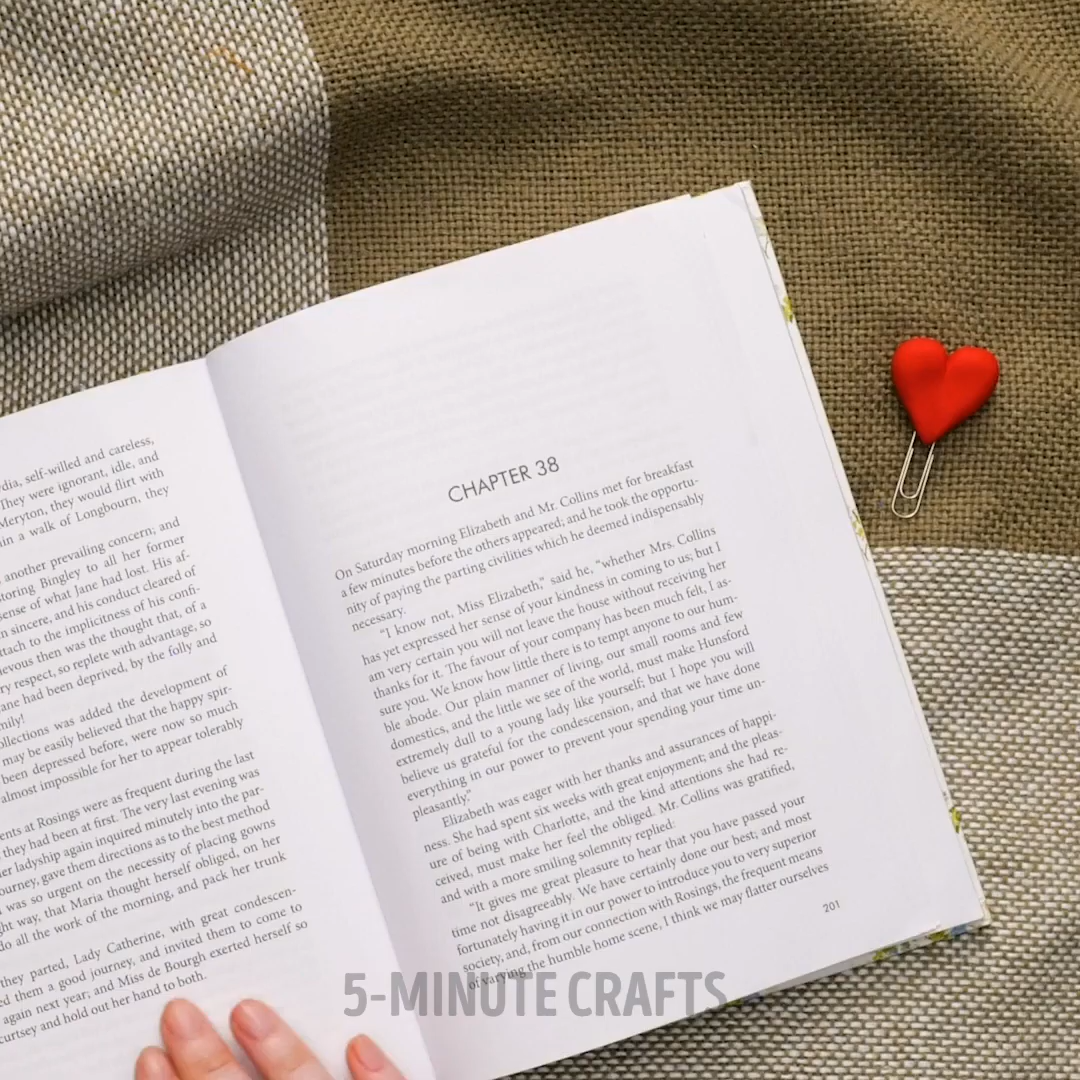 dia, self-willed and careless,
They were ignorant, idle, and
Meryton, they would flirt with
in a walk of Longbourn, they
another prevailing concern; and
toring Bingley to all her former
ense of what Jane had lost. His af-
n sincere, and his conduct cleared of
ttach to the implicitness of his confi-
ievous then was the thought that, of a
ry respect, so replete with advantage, so
ane had been deprived, by the folly and
mily!
ollections was added the development of
may be easily believed that the happy spir-
been depressed before, were now so much
almost impossible for her to appear tolerably
ents at Rosings were as frequent during the last
they had been at first. The very last evening was
er ladyship again inquired minutely into the par-
ourney, gave them directions as to the best method
was so urgent on the necessity of placing gowns
ght way, that Maria thought herself obliged, on her
do all the work of the morning, and pack her trunk
they parted, Lady Catherine, with great condescen-
ed them a good journey, and invited them to come to
again next year; and Miss de Bourgh exerted herself so
curtsey and hold out her hand to both.
CHAPTER 38
On Saturday morning Elizabeth and Mr. Collins met for breakfast
a few minutes before the others appeared; and he took the opportu-
nity of paying the parting civilities which he deemed indispensably
necessary.
"I know not, Miss Elizabeth," said he, "whether Mrs. Collins
has yet expressed her sense of your kindness in coming to us; but I
am very certain you will not leave the house without receiving her
thanks for it. The favour of your company has been much felt, I as-
sure you. We know how little there is to tempt anyone to our hum-
ble abode. Our plain manner of living, our small rooms and few
domestics, and the little we see of the world, must make Hunsford
extremely dull to a young lady like yourself; but I hope you will
believe us grateful for the condescension, and that we have done
everything in our power to prevent your spending your time un-
pleasantly."
Elizabeth was eager with her thanks and assurances of happi-
ness. She had spent six weeks with great enjoyment; and the pleas-
ure of being with Charlotte, and the kind attentions she had re-
ceived, must make her feel the obliged. Mr. Collins was gratified,
and with a more smiling solemnity replied:
"It gives me great pleasure to hear that you have passed your
time not disagreeably. We have certainly done our best; and most
fortunately having it in our power to introduce you to very superior
society, and, from our connection with Rosings, the frequent means
of varying the humble home scene, I think we may flatter ourselves
201
5-MINUTE CRAFTS